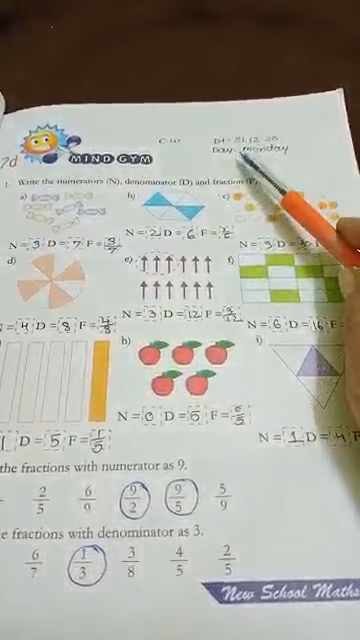 C.W
Dt - 21.12.20
Day - monday
MIND GYM
1. Write the numerators (N), denominator (D) and fraction (F).
a) b) c)
N = 3 D = 7 F = 3/7 N = 2 D = 6 F = 2/6 N = D = F
d) e) f)
N = 4 D = 8 F = 4/8 N = 3 D = 12 F = 3/12 N = 6 D = 16 F =
h) i)
1 D = 5 F = 1/5 N = 0 D = 5 F = 0/5 N = 1 D = 4 F
the fractions with numerator as 9.
2/5 6/9 9/2 9/5 5/9
e fractions with denominator as 3.
6/7 1/3 3/8 4/5 2/5
New School Maths